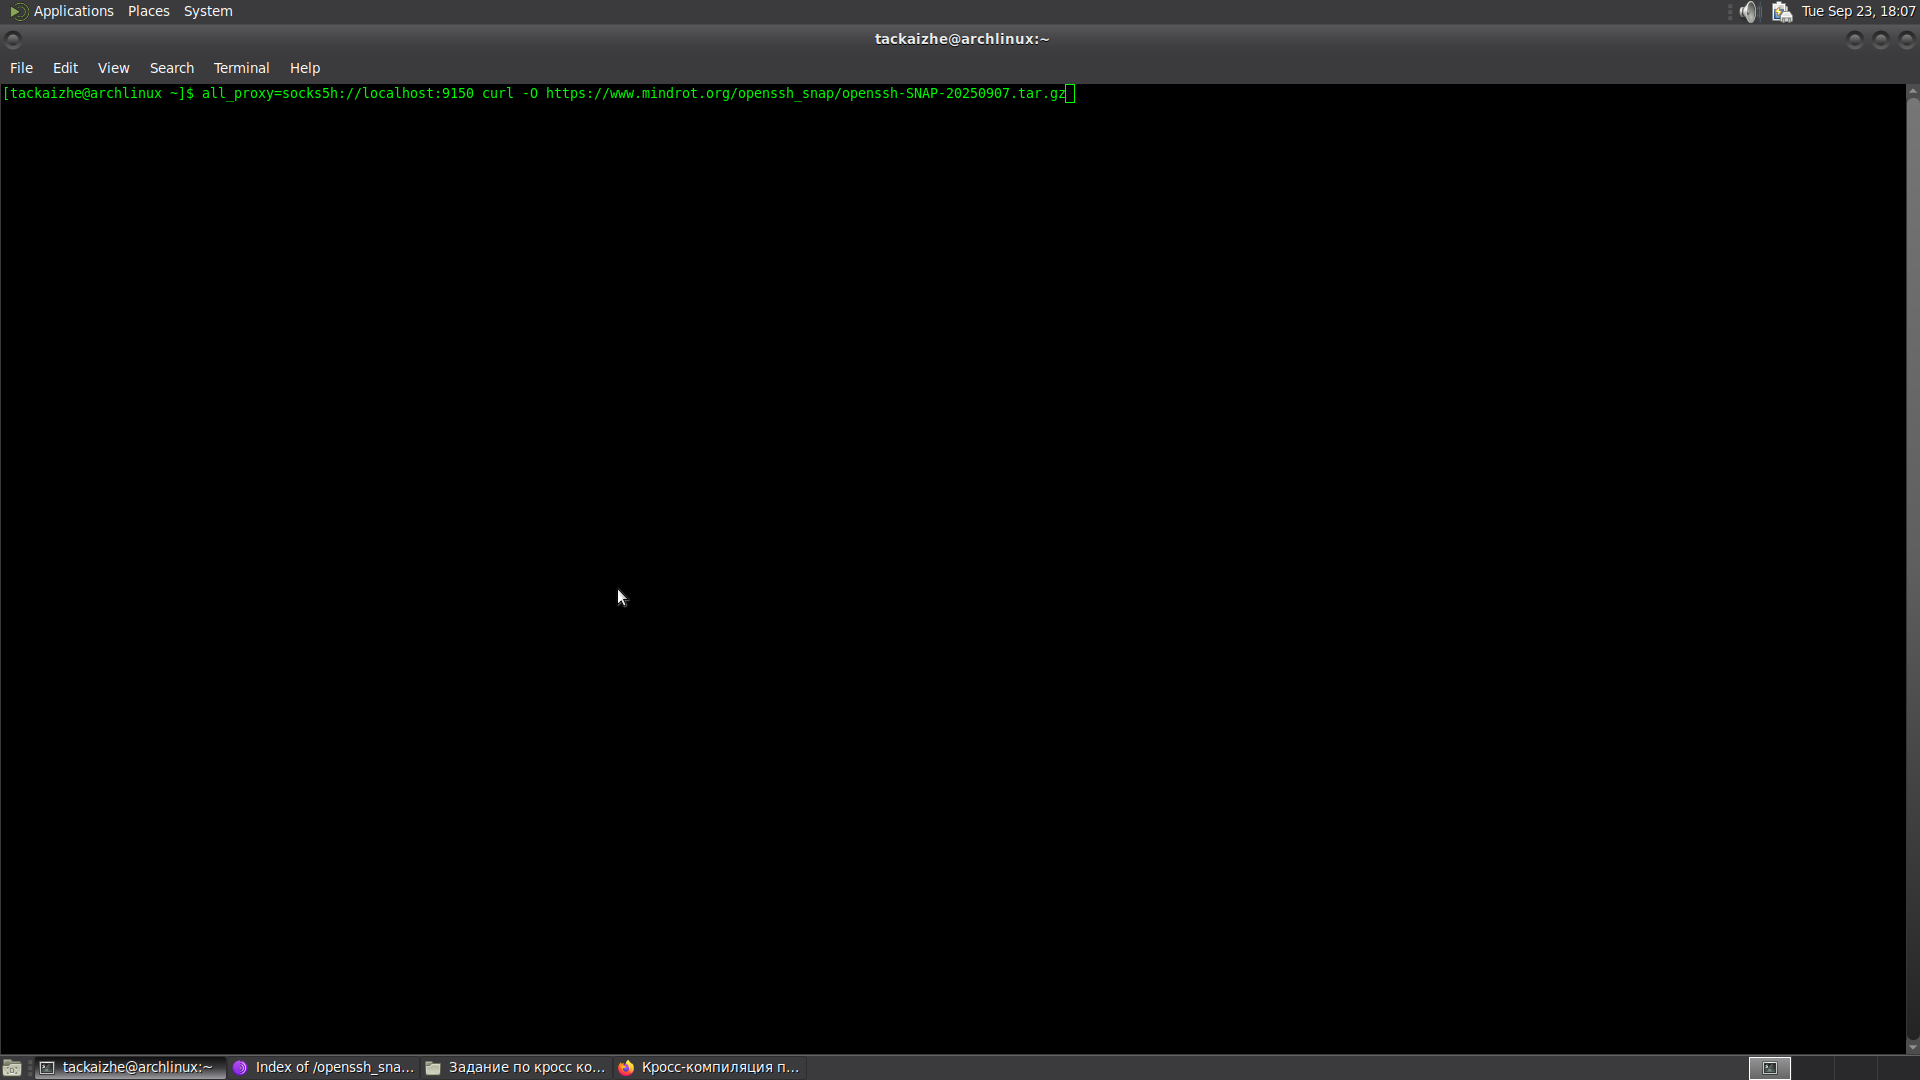 Applications Places System
Tue Sep 23, 18:07
tackaizhe@archlinux:~
File Edit View Search Terminal Help
[tackaizhe@archlinux ~]$ all_proxy=socks5h://localhost:9150 curl -O https://www.mindrot.org/openssh_snap/openssh-SNAP-20250907.tar.gz
tackaizhe@archlinux:~ Index of /openssh_sna... Задание по кросс ко... Кросс-компиляция п...